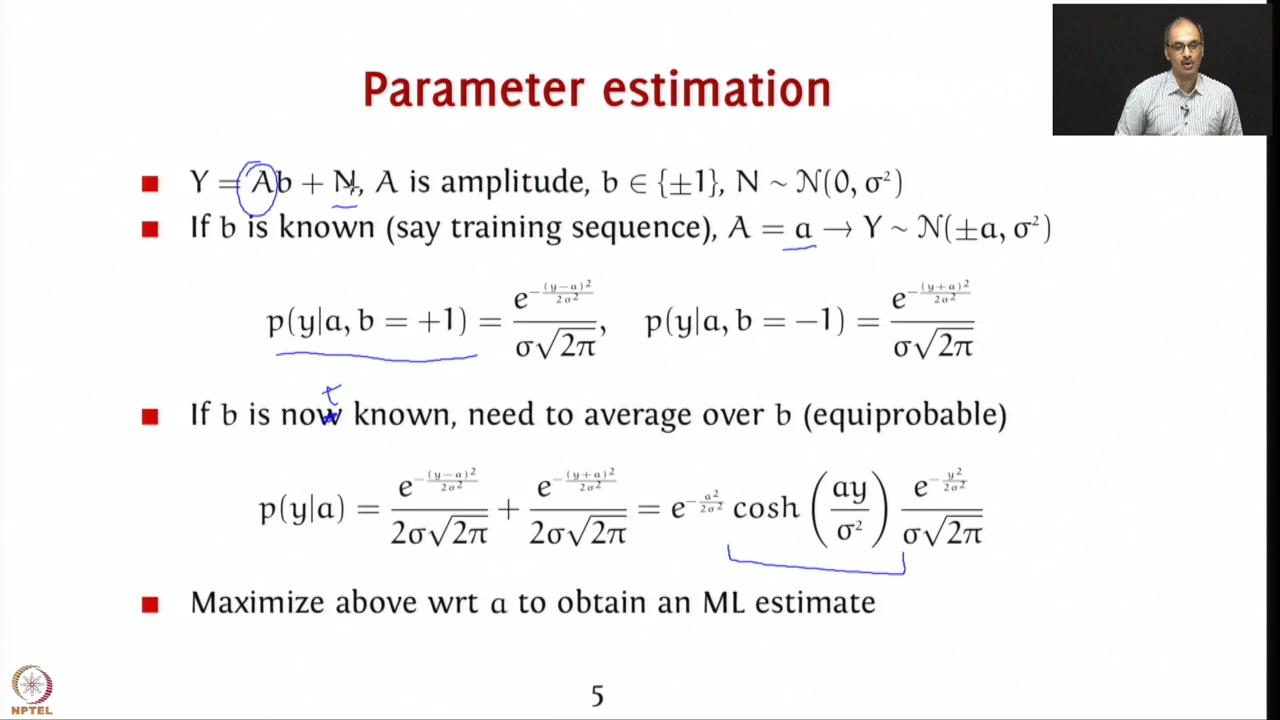 Parameter estimation
Y = Ab + N, A is amplitude, b ∈ {±1}, N ~ N(0, σ²)
If b is known (say training sequence), A = a → Y ~ N(±a, σ²)
p(y|a, b = +1) = e^{-(y−a)²/2σ²} / σ√2π, p(y|a, b = −1) = e^{-(y+a)²/2σ²} / σ√2π
t
If b is now known, need to average over b (equiprobable)
p(y|a) = e^{-(y−a)²/2σ²} / 2σ√2π + e^{-(y+a)²/2σ²} / 2σ√2π = e^{-a²/2σ²} cosh (ay/σ²) e^{-y²/2σ²} / σ√2π
Maximize above wrt a to obtain an ML estimate
NPTEL
5